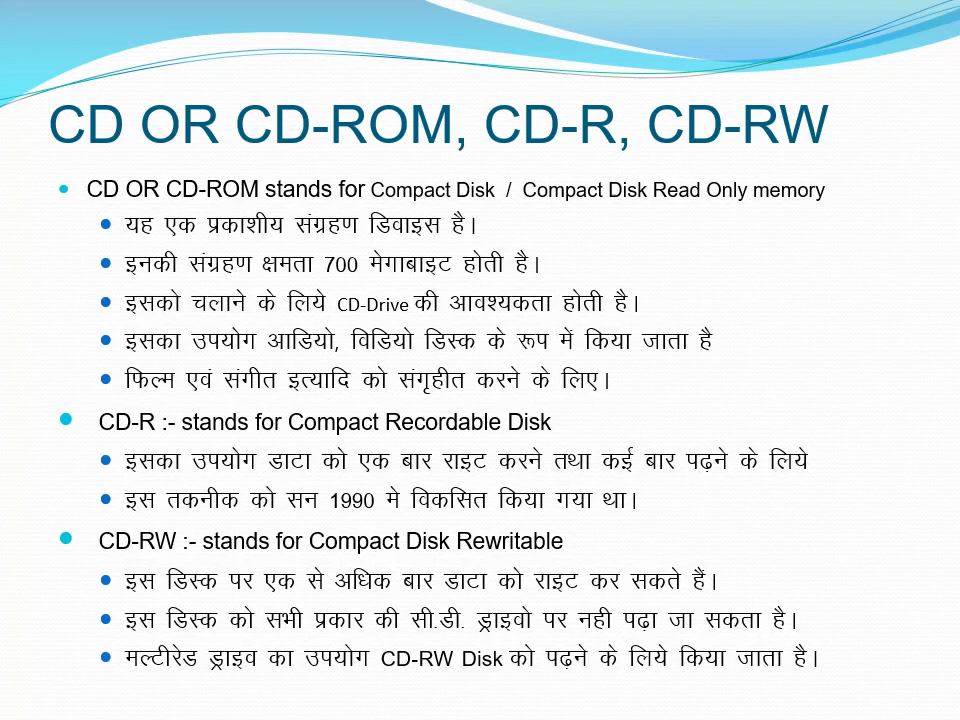 CD OR CD-ROM, CD-R, CD-RW
CD OR CD-ROM stands for Compact Disk / Compact Disk Read Only memory
यह एक प्रकाशीय संग्रहण डिवाइस है।
इनकी संग्रहण क्षमता 700 मेगाबाइट होती है।
इसको चलाने के लिये CD-Drive की आवश्यकता होती है।
इसका उपयोग आडियो, विडियो डिस्क के रूप में किया जाता है
फिल्म एवं संगीत इत्यादि को संगृहीत करने के लिए।
CD-R :- stands for Compact Recordable Disk
इसका उपयोग डाटा को एक बार राइट करने तथा कई बार पढ़ने के लिये
इस तकनीक को सन 1990 मे विकसित किया गया था।
CD-RW :- stands for Compact Disk Rewritable
इस डिस्क पर एक से अधिक बार डाटा को राइट कर सकते हैं।
इस डिस्क को सभी प्रकार की सी.डी. ड्राइवो पर नही पढ़ा जा सकता है।
मल्टीरेड ड्राइव का उपयोग CD-RW Disk को पढ़ने के लिये किया जाता है।